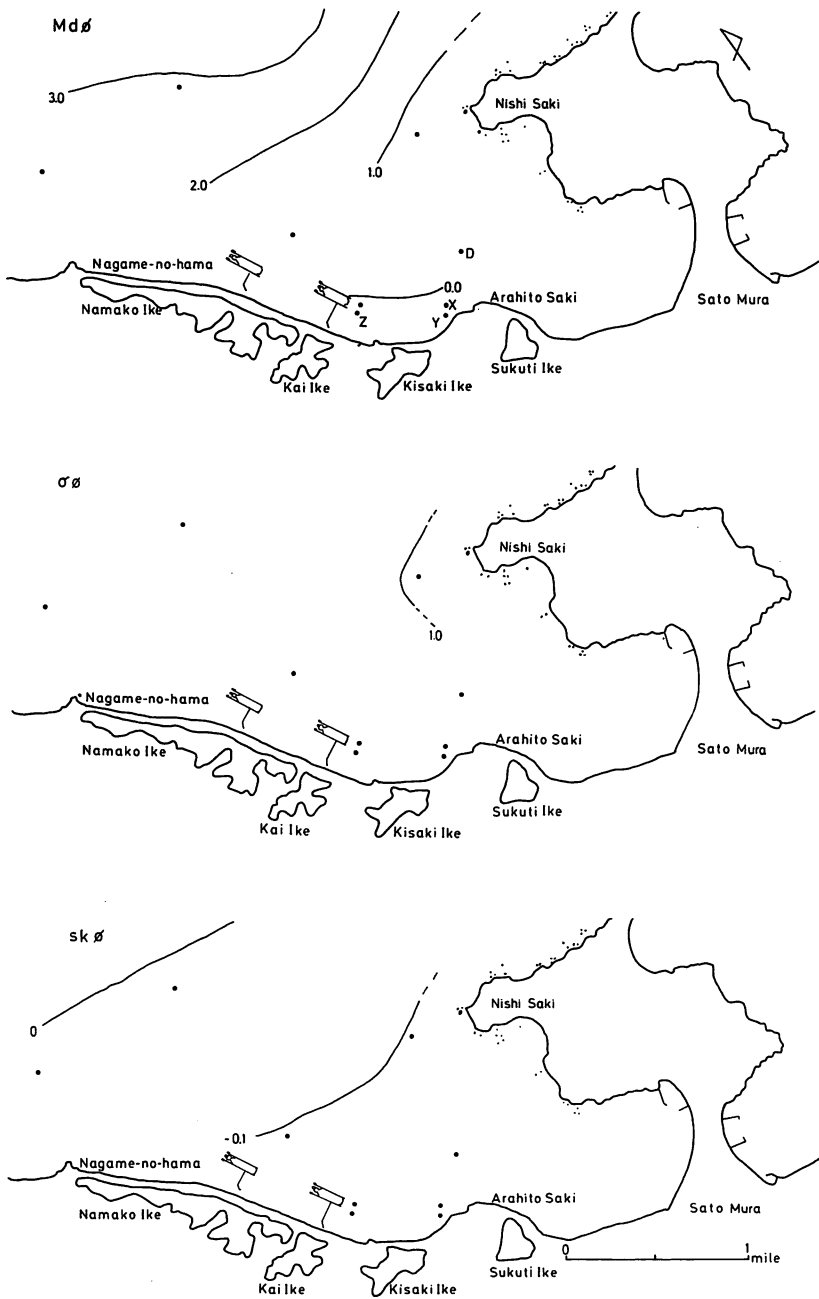 Mdø
3.0
2.0
1.0
Nishi Saki
D
0.0
X
Y
Z
Nagame-no-hama
Namako Ike
Kai Ike
Kisaki Ike
Arahito Saki
Sukuti Ike
Sato Mura
σø
1.0
Nishi Saki
Nagame-no-hama
Namako Ike
Kai Ike
Kisaki Ike
Arahito Saki
Sukuti Ike
Sato Mura
skø
0
-0.1
Nishi Saki
Nagame-no-hama
Namako Ike
Kai Ike
Kisaki Ike
Arahito Saki
Sukuti Ike
Sato Mura
0 1
mile